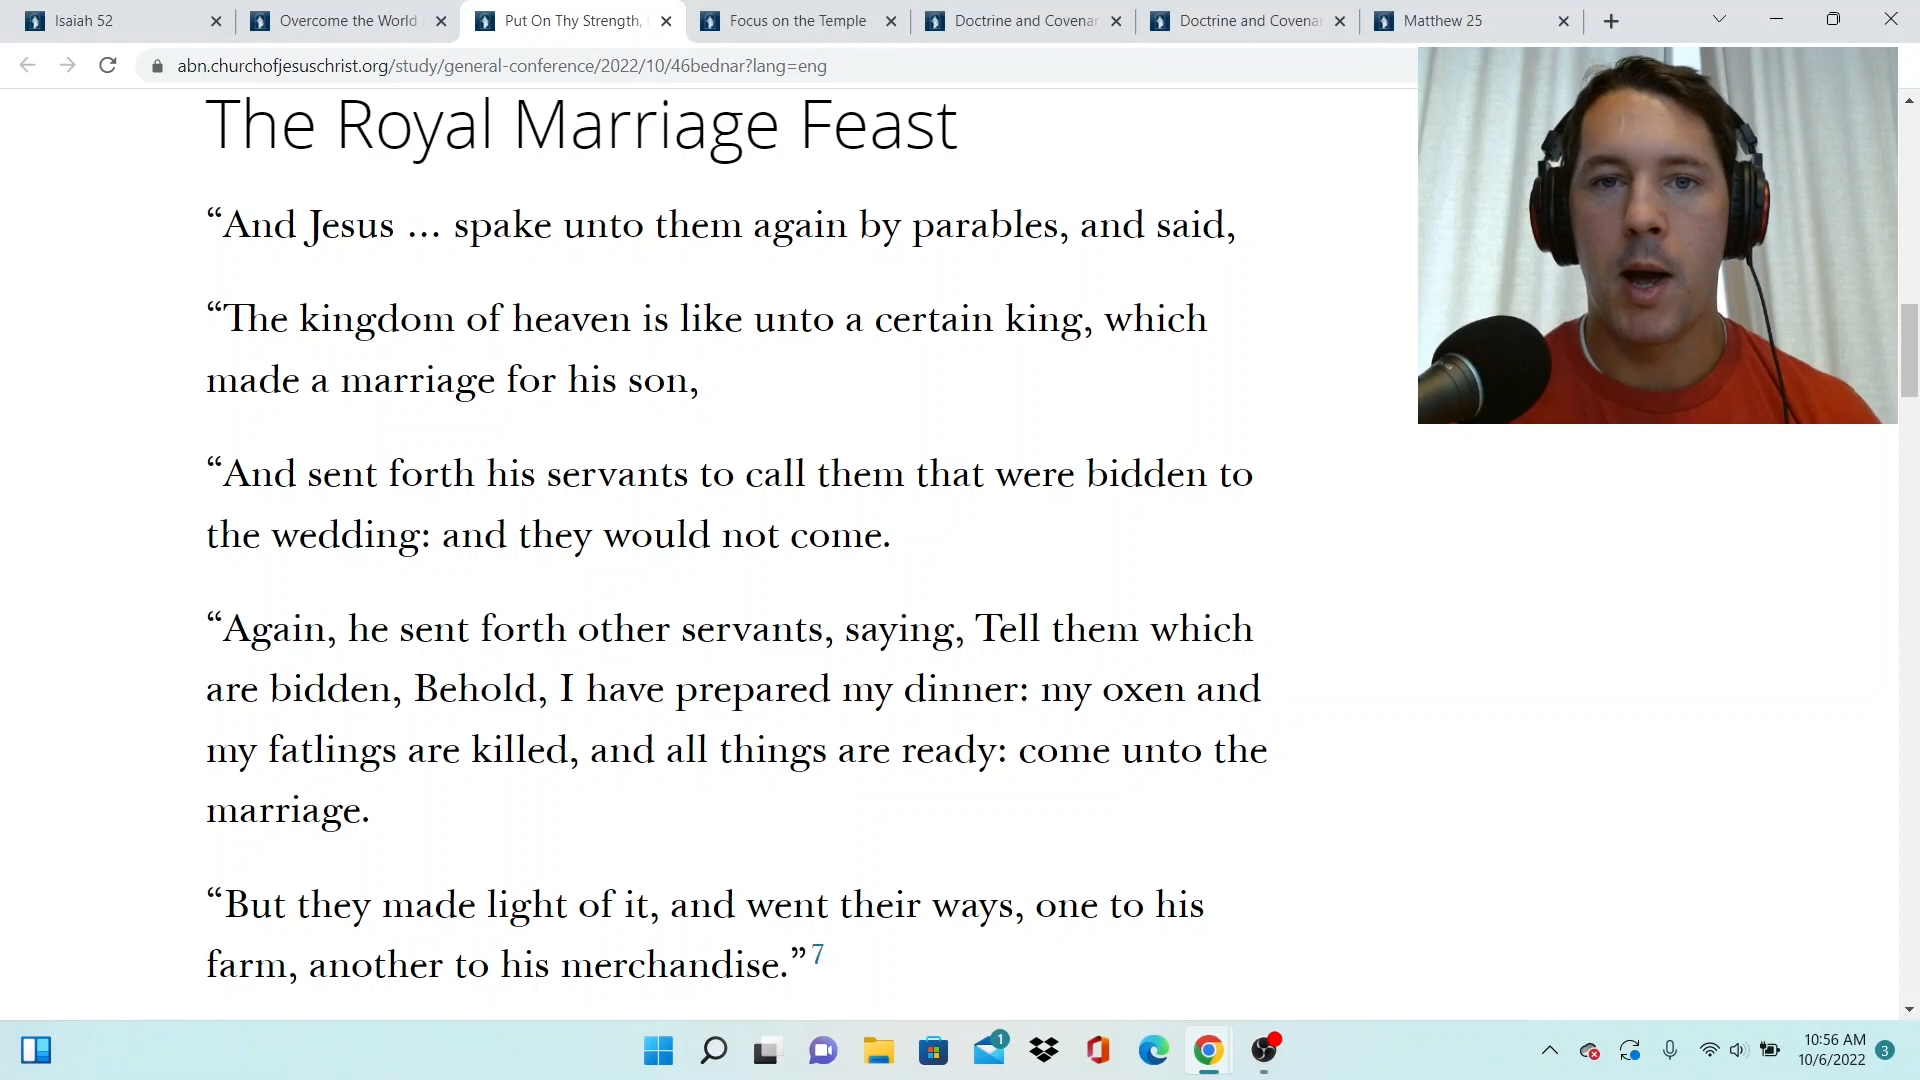 Isaiah 52
Overcome the World
Put On Thy Strength,
Focus on the Temple
Doctrine and Covenan
Doctrine and Covenan
Matthew 25
abn.churchofjesuschrist.org/study/general-conference/2022/10/46bednar?lang=eng
The Royal Marriage Feast
“And Jesus … spake unto them again by parables, and said,
“The kingdom of heaven is like unto a certain king, which
made a marriage for his son,
“And sent forth his servants to call them that were bidden to
the wedding: and they would not come.
“Again, he sent forth other servants, saying, Tell them which
are bidden, Behold, I have prepared my dinner: my oxen and
my fatlings are killed, and all things are ready: come unto the
marriage.
“But they made light of it, and went their ways, one to his
farm, another to his merchandise.” 7
1
10:56 AM
10/6/2022
3